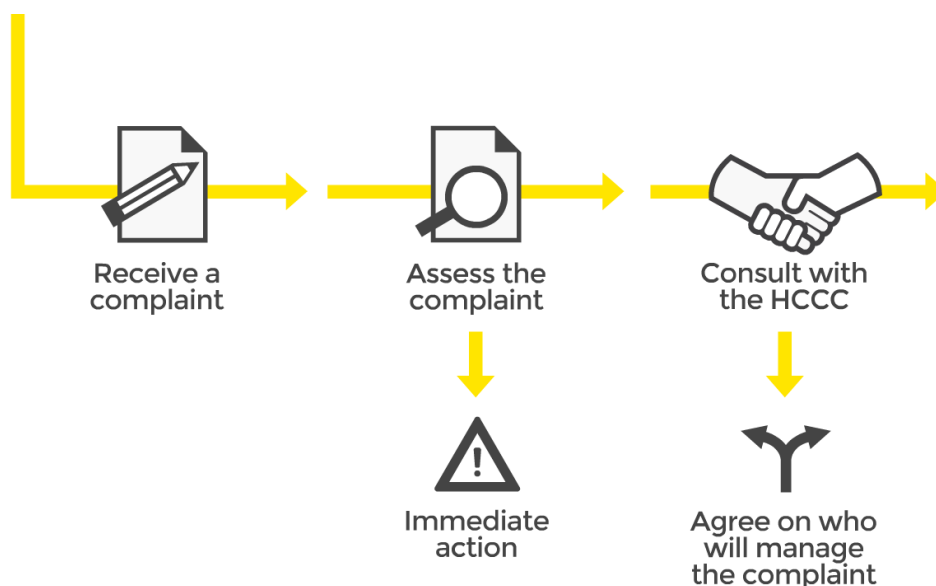 Receive a
complaint
Assess the
complaint
Consult with
the HCCC
Immediate
action
Agree on who
will manage
the complaint